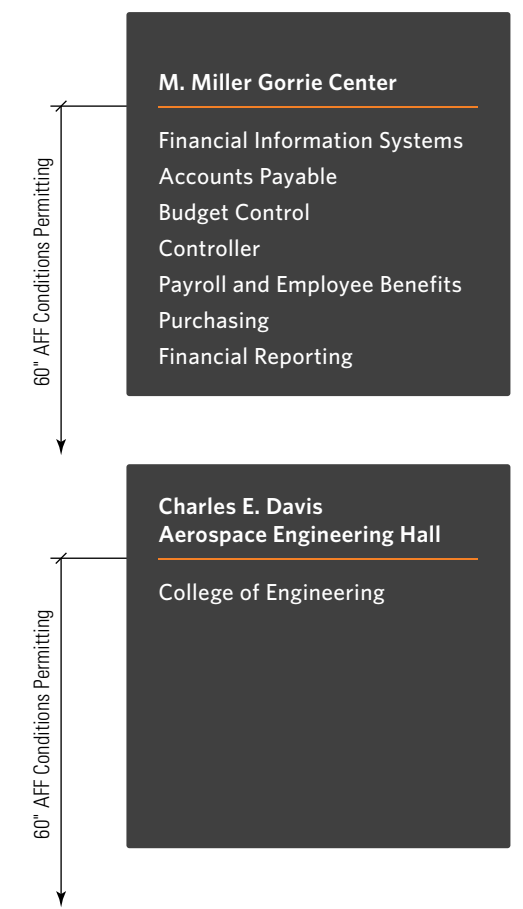 M. Miller Gorrie Center
Financial Information Systems
Accounts Payable
Budget Control
Controller
Payroll and Employee Benefits
Purchasing
Financial Reporting
60" AFF Conditions Permitting
Charles E. Davis
Aerospace Engineering Hall
College of Engineering
60" AFF Conditions Permitting